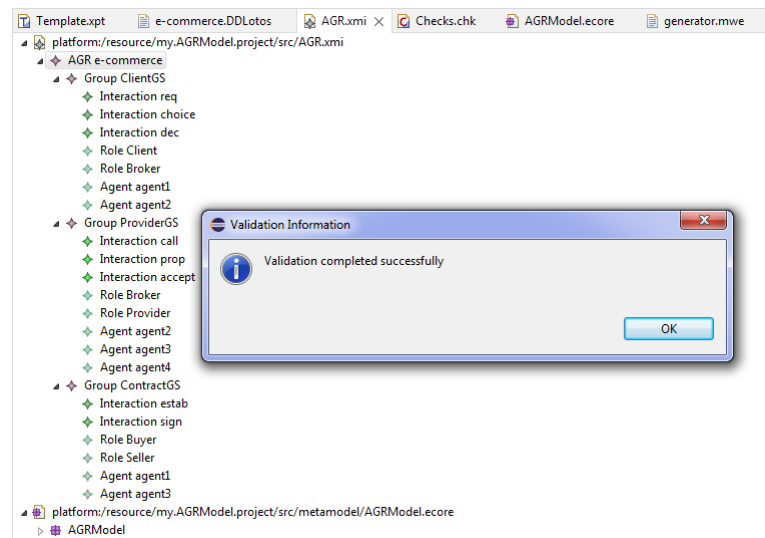 Template.xpt e-commerce.DDLotos AGR.xmi Checks.chk AGRModel.ecore generator.mwe
platform:/resource/my.AGRModel.project/src/AGR.xmi
AGR e-commerce
Group ClientGS
Interaction req
Interaction choice
Interaction dec
Role Client
Role Broker
Agent agent1
Agent agent2
Group ProviderGS
Interaction call
Interaction prop
Interaction accept
Role Broker
Role Provider
Agent agent2
Agent agent3
Agent agent4
Group ContractGS
Interaction estab
Interaction sign
Role Buyer
Role Seller
Agent agent1
Agent agent3
platform:/resource/my.AGRModel.project/src/metamodel/AGRModel.ecore
AGRModel
Validation Information
Validation completed successfully
OK